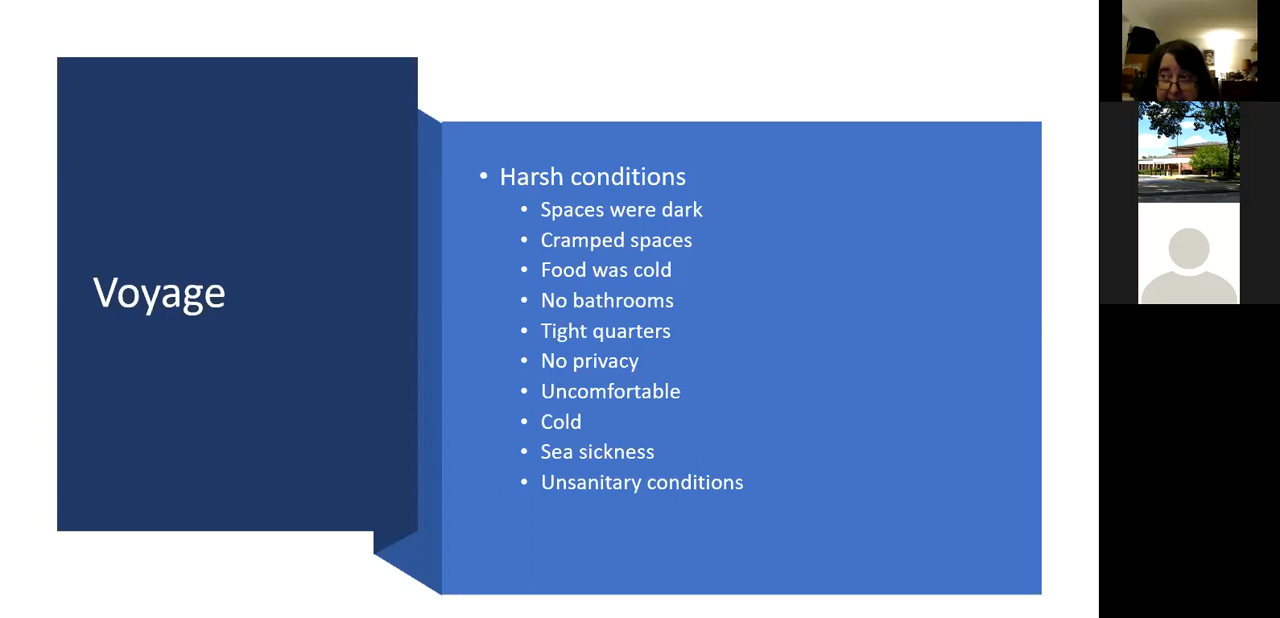 Voyage
• Harsh conditions
• Spaces were dark
• Cramped spaces
• Food was cold
• No bathrooms
• Tight quarters
• No privacy
• Uncomfortable
• Cold
• Sea sickness
• Unsanitary conditions